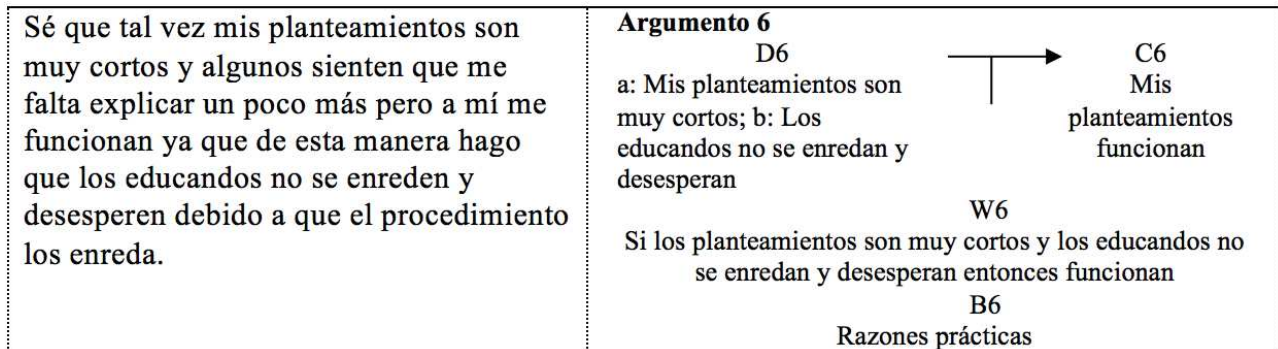 Sé que tal vez mis planteamientos son
muy cortos y algunos sienten que me
falta explicar un poco más pero a mí me
funcionan ya que de esta manera hago
que los educandos no se enreden y
desesperen debido a que el procedimiento
los enreda.
Argumento 6
D6
a: Mis planteamientos son
muy cortos; b: Los
educandos no se enredan y
desesperan
C6
Mis
planteamientos
funcionan
W6
Si los planteamientos son muy cortos y los educandos no
se enredan y desesperan entonces funcionan
B6
Razones prácticas